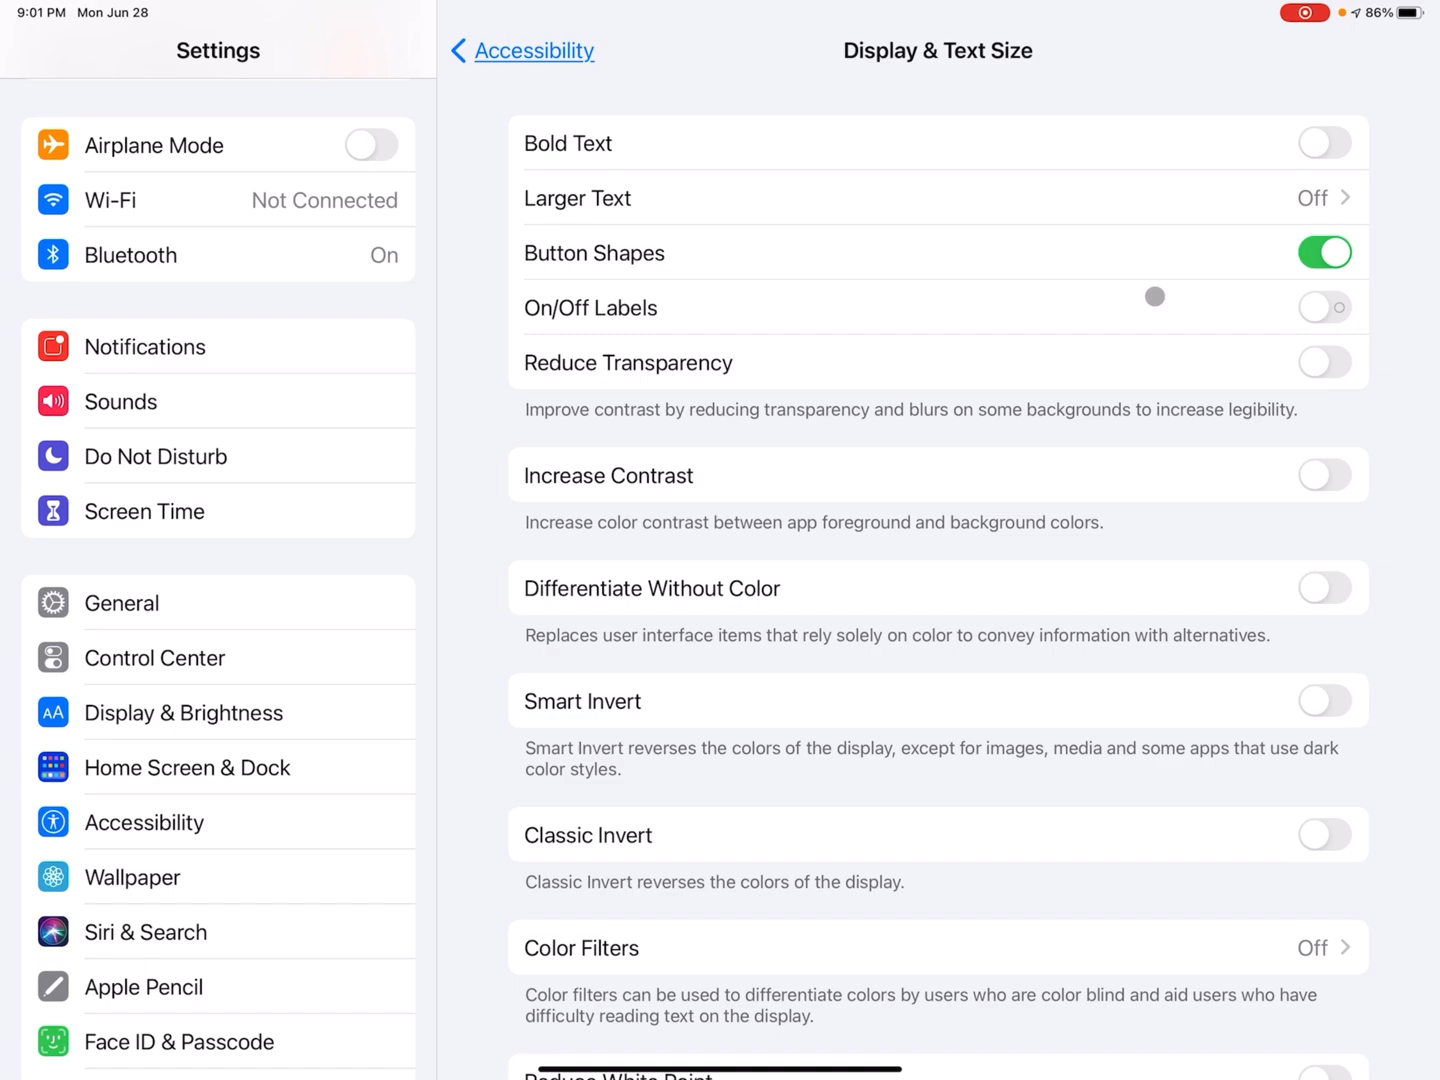 9:01 PM Mon Jun 28
86%
Settings
Airplane Mode
Wi-Fi Not Connected
Bluetooth On
Notifications
Sounds
Do Not Disturb
Screen Time
General
Control Center
AA Display & Brightness
Home Screen & Dock
Accessibility
Wallpaper
Siri & Search
Apple Pencil
Face ID & Passcode
Accessibility
Display & Text Size
Bold Text
Larger Text Off
Button Shapes
On/Off Labels
Reduce Transparency
Improve contrast by reducing transparency and blurs on some backgrounds to increase legibility.
Increase Contrast
Increase color contrast between app foreground and background colors.
Differentiate Without Color
Replaces user interface items that rely solely on color to convey information with alternatives.
Smart Invert
Smart Invert reverses the colors of the display, except for images, media and some apps that use dark
color styles.
Classic Invert
Classic Invert reverses the colors of the display.
Color Filters Off
Color filters can be used to differentiate colors by users who are color blind and aid users who have
difficulty reading text on the display.
Reduce White Point